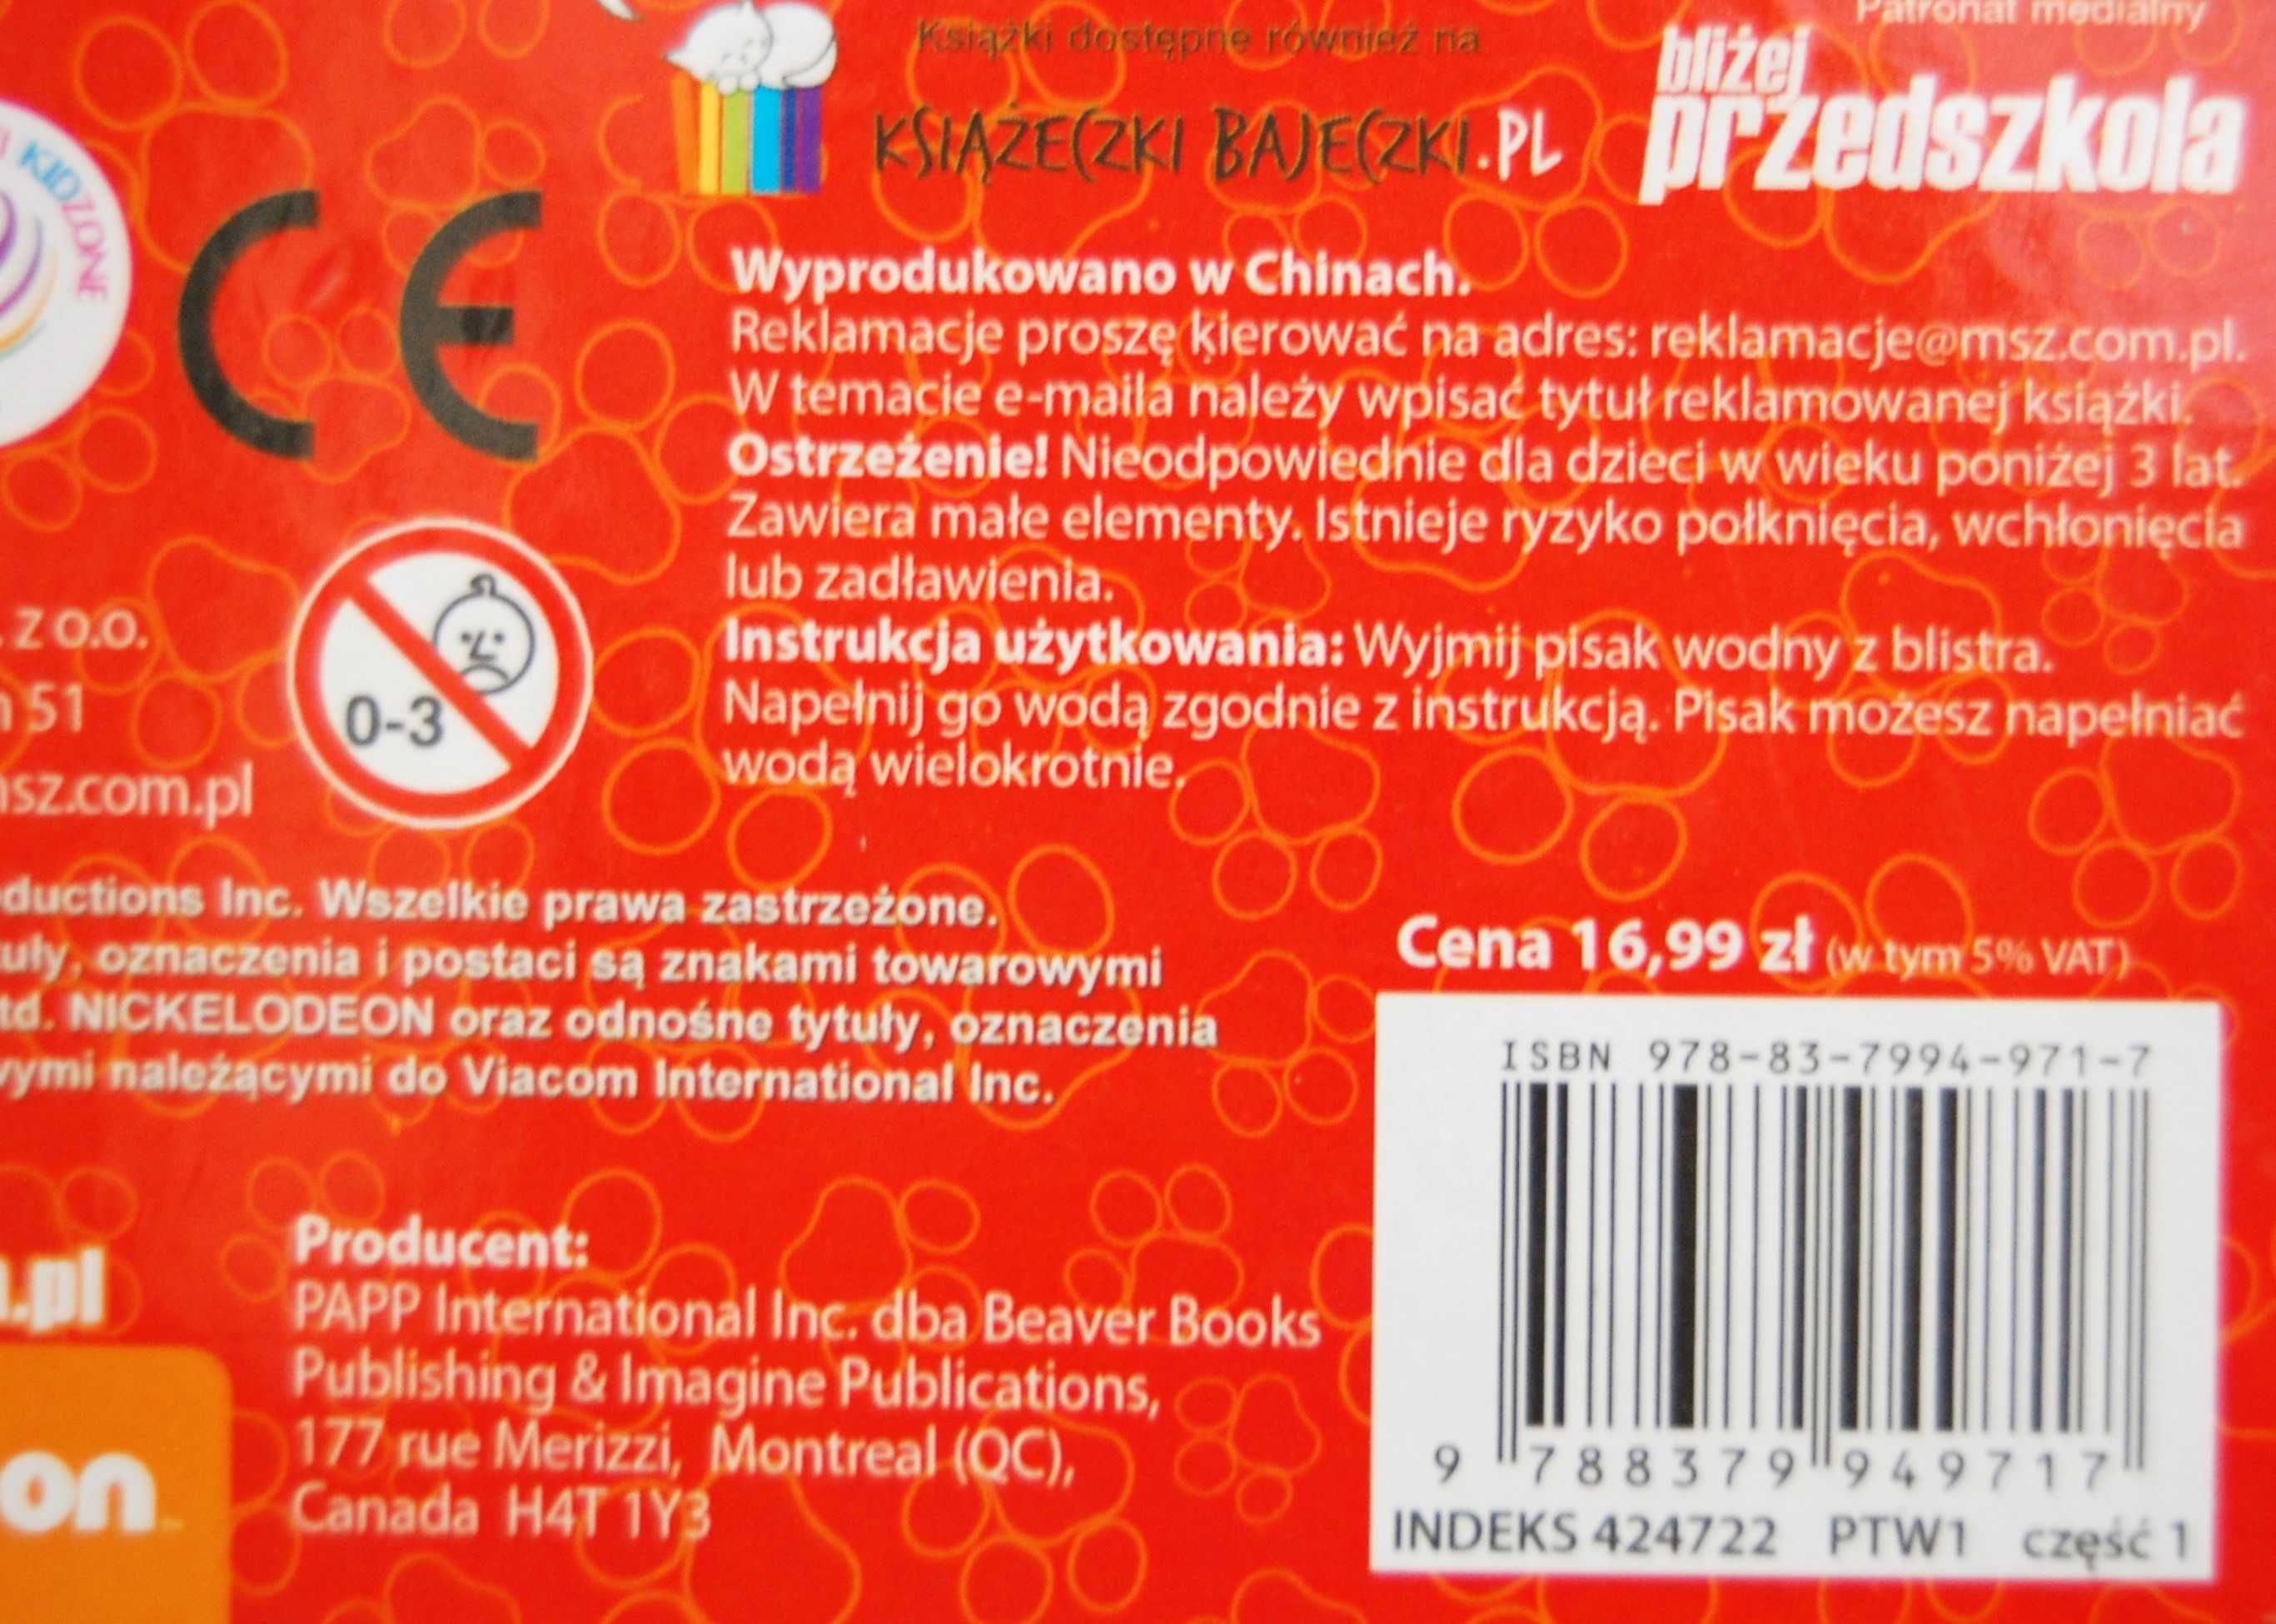 Patronat medialny
Książki dostępne również na
bliżej
przedszkola
KSIĄŻECZKI BAJECZKI.PL
KIDZONE
CE
Wyprodukowano w Chinach.
Reklamacje proszę kierować na adres: reklamacje@msz.com.pl.
W temacie e-maila należy wpisać tytuł reklamowanej książki.
Ostrzeżenie! Nieodpowiednie dla dzieci w wieku poniżej 3 lat.
Zawiera małe elementy. Istnieje ryzyko połknięcia, wchłonięcia
lub zadławienia.
Instrukcja użytkowania: Wyjmij pisak wodny z blistra.
Napełnij go wodą zgodnie z instrukcją. Pisak możesz napełniać
wodą wielokrotnie.
z o.o.
51
sz.com.pl
0-3
ductions Inc. Wszelkie prawa zastrzeżone.
uły, oznaczenia i postaci są znakami towarowymi
td. NICKELODEON oraz odnośne tytuły, oznaczenia
ymi należącymi do Viacom International Inc.
Cena 16,99 zł (w tym 5% VAT)
ISBN 978-83-7994-971-7
9 788379 949717
INDEKS 424722 PTW1 część 1
.pl
on
Producent:
PAPP International Inc. dba Beaver Books
Publishing & Imagine Publications,
177 rue Merizzi, Montreal (QC),
Canada H4T 1Y3